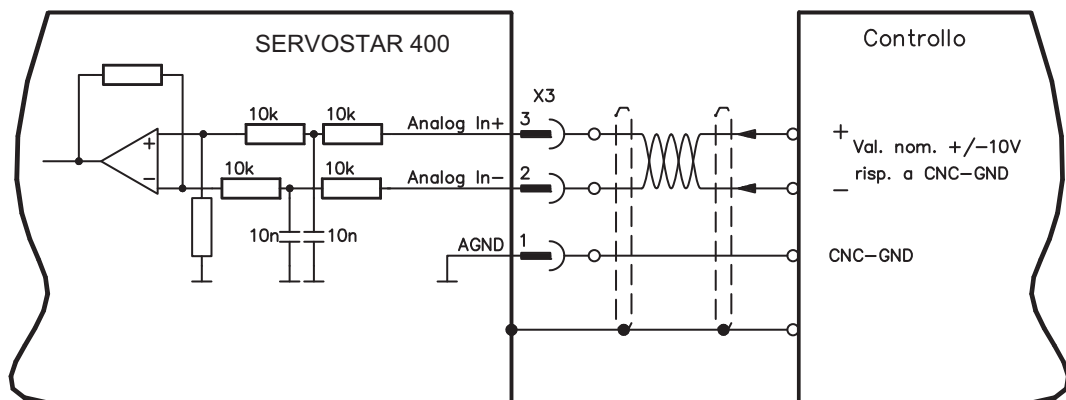 SERVOSTAR 400
Controllo
X3
10k
10k
Analog In+
3
+
+
Val. nom. +/-10V
risp. a CNC-GND
10k
10k
Analog In-
2
-
-
10n
10n
AGND
1
CNC-GND